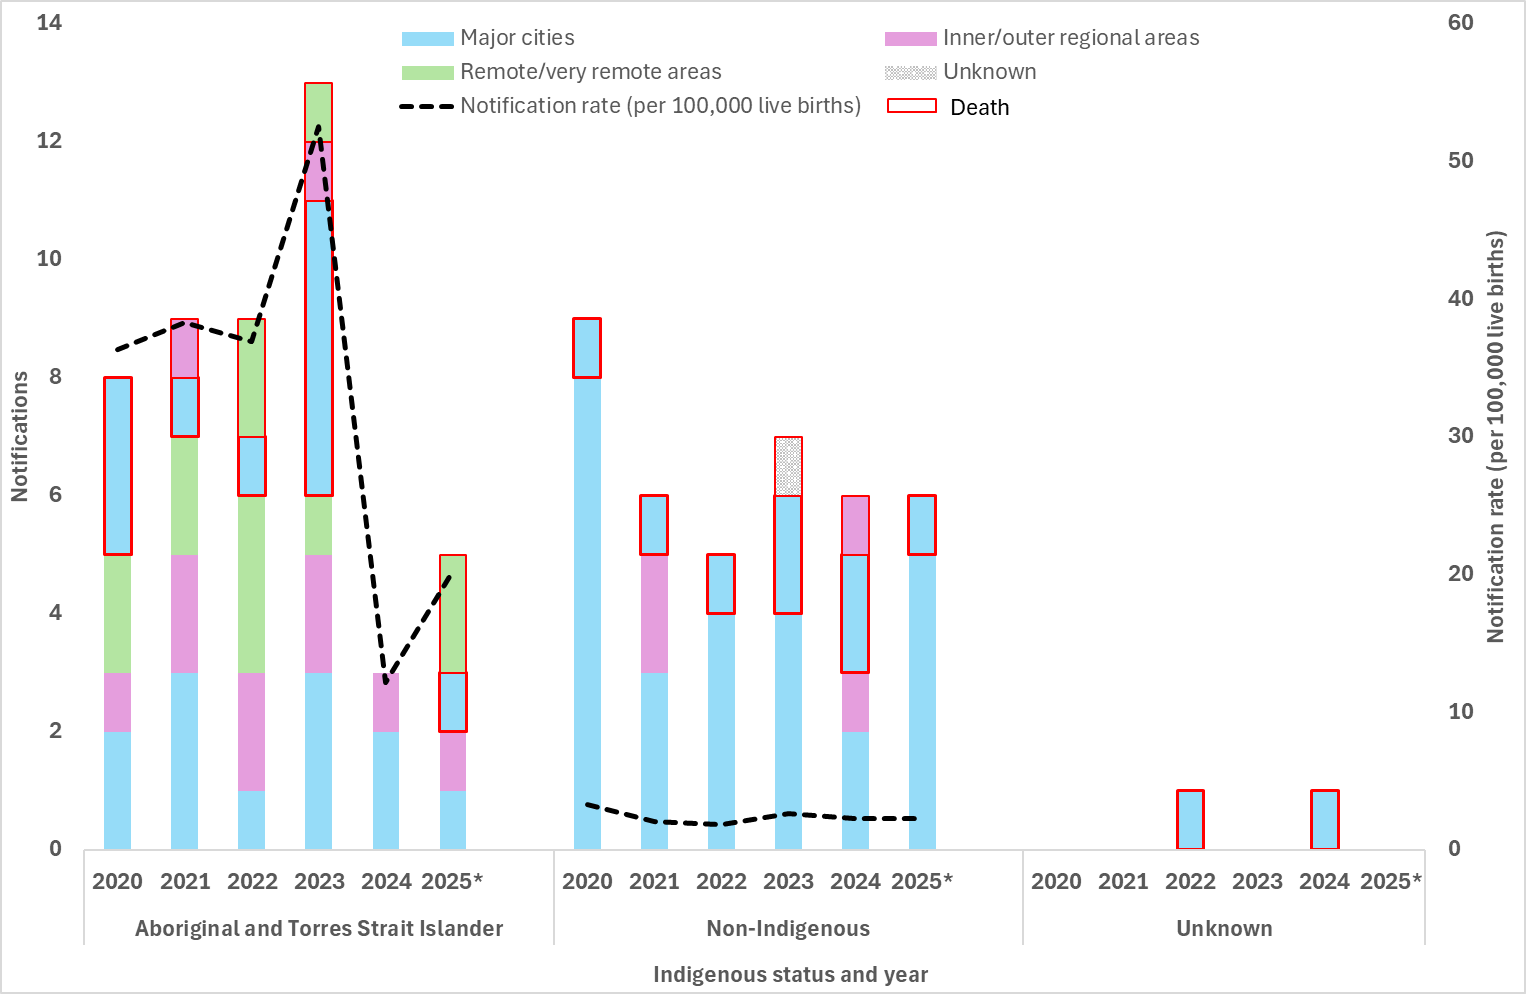 Major cities
Inner/outer regional areas
Remote/very remote areas
Unknown
Notification rate (per 100,000 live births)
Death
14
12
10
8
6
4
2
0
Notifications
60
50
40
30
20
10
0
Notification rate (per 100,000 live births)
2020 2021 2022 2023 2024 2025* 2020 2021 2022 2023 2024 2025* 2020 2021 2022 2023 2024 2025*
Aboriginal and Torres Strait Islander Non-Indigenous Unknown
Indigenous status and year